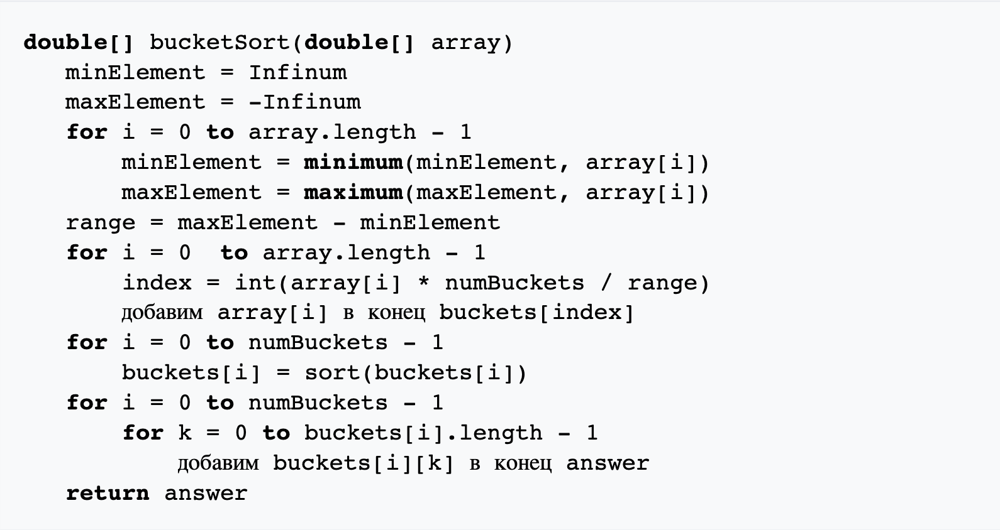 double[] bucketSort(double[] array)
minElement = Infinum
maxElement = -Infinum
for i = 0 to array.length - 1
minElement = minimum(minElement, array[i])
maxElement = maximum(maxElement, array[i])
range = maxElement - minElement
for i = 0  to array.length - 1
index = int(array[i] * numBuckets / range)
добавим array[i] в конец buckets[index]
for i = 0 to numBuckets - 1
buckets[i] = sort(buckets[i])
for i = 0 to numBuckets - 1
for k = 0 to buckets[i].length - 1
добавим buckets[i][k] в конец answer
return answer